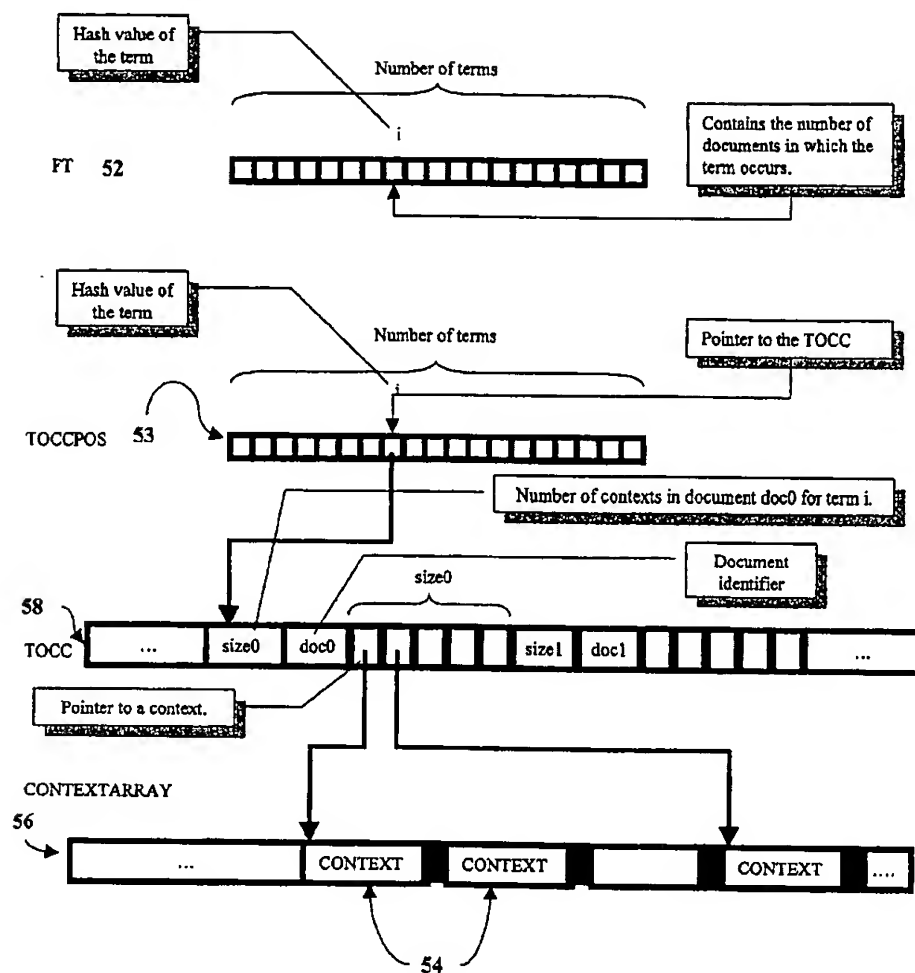 Hash value of
the term
Number of terms
i
Contains the number of
documents in which the
term occurs.
FT 52
Hash value of
the term
Number of terms
Pointer to the TOCC
i
TOCCPOS 53
Number of contexts in document doc0 for term i.
Document
identifier
size0
58
TOCC
... size0 doc0 size1 doc1 ...
Pointer to a context.
CONTEXTARRAY
56
... CONTEXT CONTEXT CONTEXT ....
54